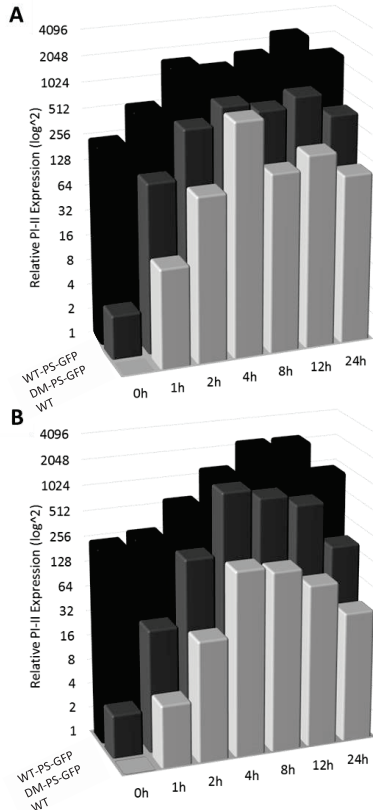 A
4096
2048
1024
512
256
128
64
32
16
8
4
2
1
Relative PI-II Expression (log^2)
WT-PS-GFP
DM-PS-GFP
WT
0h 1h 2h 4h 8h 12h 24h
B
4096
2048
1024
512
256
128
64
32
16
8
4
2
1
Relative PI-II Expression (log^2)
WT-PS-GFP
DM-PS-GFP
WT
0h 1h 2h 4h 8h 12h 24h